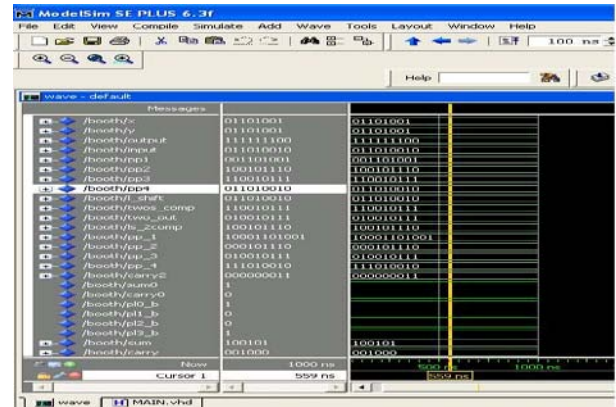 ModelSim SE PLUS 6.3f
File Edit View Compile Simulate Add Wave Tools Layout Window Help
100 ns
Help
wave - default
Messages
/booth/x 01101001 01101001
/booth/y 01101001 01101001
/booth/output 111111100 111111100
/booth/input 011010010 011010010
/booth/pp1 001101001 001101001
/booth/pp2 100101110 100101110
/booth/pp3 110010111 110010111
/booth/pp4 011010010 011010010
/booth/l_shift 011010010 011010010
/booth/twos_comp 110010111 110010111
/booth/two_out 010010111 010010111
/booth/ls_2comp 100101110 100101110
/booth/pp_1 10001101001 10001101001
/booth/pp_2 000101110 000101110
/booth/pp_3 010010111 010010111
/booth/pp_4 111010010 111010010
/booth/carry2 000000011 000000011
/booth/sum0 1
/booth/carry0 0
/booth/pl0_b 1
/booth/pl1_b 0
/booth/pl2_b 0
/booth/pl3_b 1
/booth/sum 100101 100101
/booth/carry 001000 001000
Now 1000 ns 500 ns 1000 ns
Cursor 1 559 ns 559 ns
wave MAIN.vhd